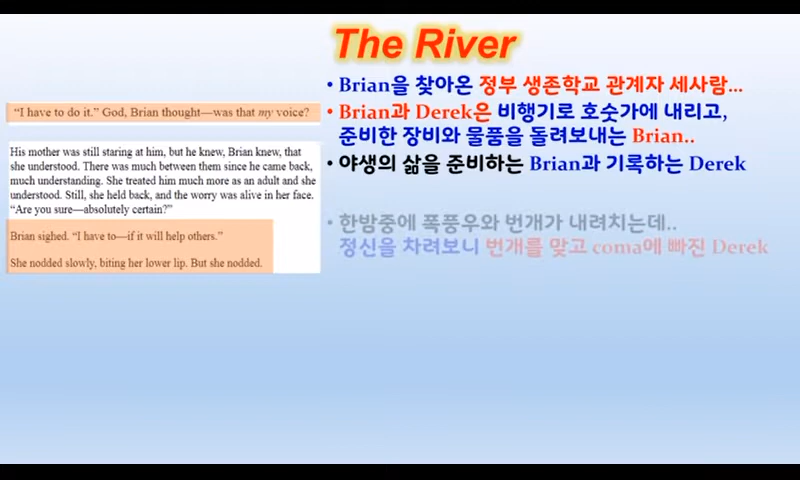 The River
“I have to do it.” God, Brian thought—was that my voice?
His mother was still staring at him, but he knew, Brian knew, that
she understood. There was much between them since he came back,
much understanding. She treated him much more as an adult and she
understood. Still, she held back, and the worry was alive in her face.
“Are you sure—absolutely certain?”
Brian sighed. “I have to—if it will help others.”
She nodded slowly, biting her lower lip. But she nodded.
• Brian을 찾아온 정부 생존학교 관계자 세사람...
• Brian과 Derek은 비행기로 호숫가에 내리고,
준비한 장비와 물품을 돌려보내는 Brian..
• 야생의 삶을 준비하는 Brian과 기록하는 Derek
• 한밤중에 폭풍우와 번개가 내려치는데..
정신을 차려보니 번개를 맞고 coma에 빠진 Derek